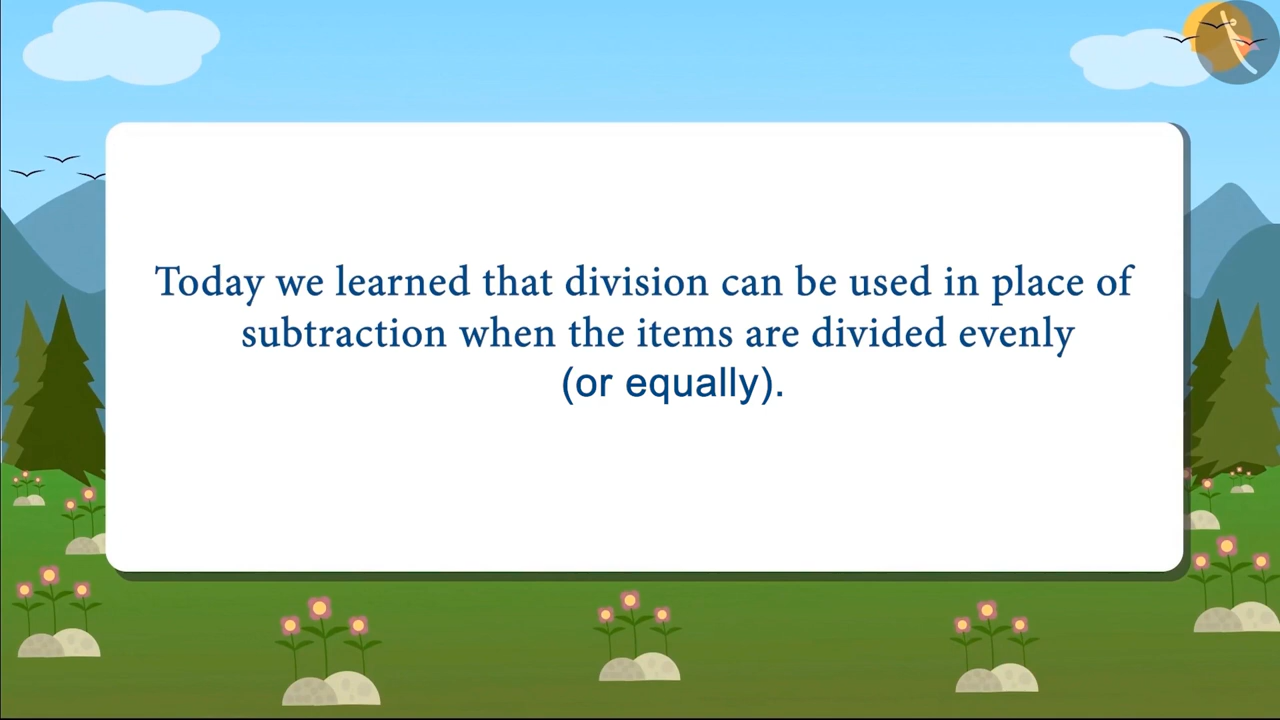 Today we learned that division can be used in place of
subtraction when the items are divided evenly
(or equally).